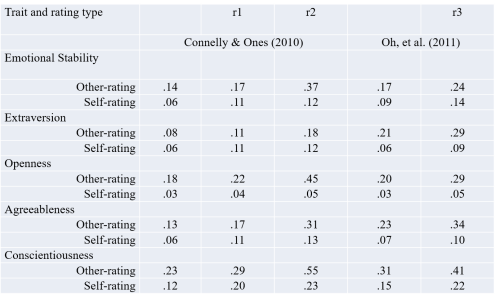 Trait and rating type r1 r2 r3
Connelly & Ones (2010) Oh, et al. (2011)
Emotional Stability
Other-rating .14 .17 .37 .17 .24
Self-rating .06 .11 .12 .09 .14
Extraversion
Other-rating .08 .11 .18 .21 .29
Self-rating .06 .11 .12 .06 .09
Openness
Other-rating .18 .22 .45 .20 .29
Self-rating .03 .04 .05 .03 .05
Agreeableness
Other-rating .13 .17 .31 .23 .34
Self-rating .06 .11 .13 .07 .10
Conscientiousness
Other-rating .23 .29 .55 .31 .41
Self-rating .12 .20 .23 .15 .22